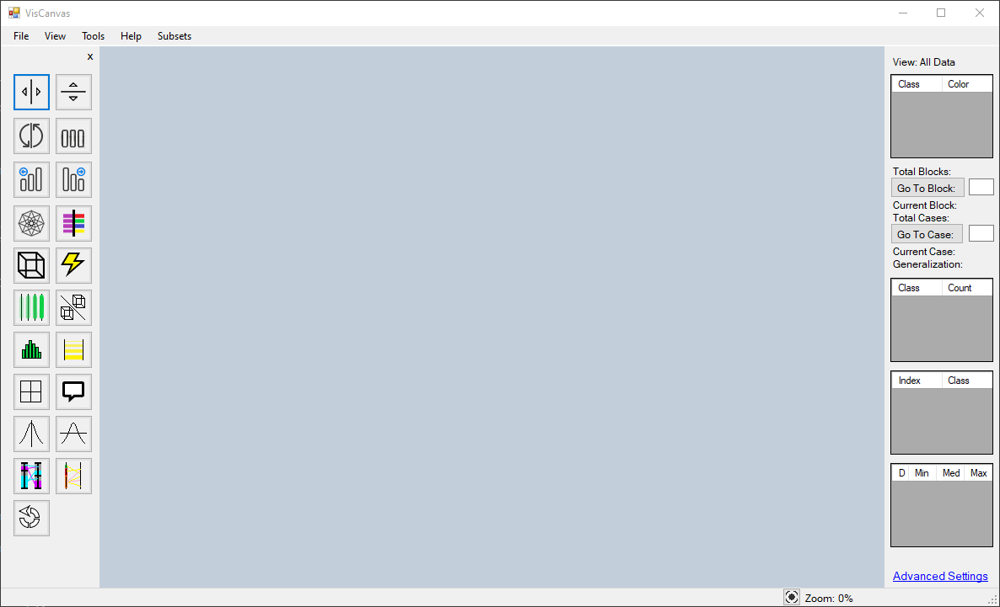 VisCanvas
File View Tools Help Subsets
x
View: All Data
Class Color
Total Blocks:
Go To Block:
Current Block:
Total Cases:
Go To Case:
Current Case:
Generalization:
Class Count
Index Class
D Min Med Max
Advanced Settings
Zoom: 0%